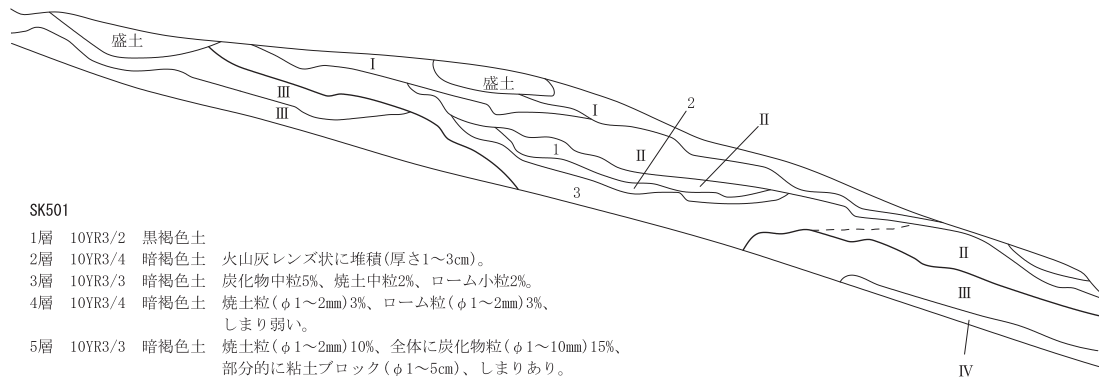 盛土
Ⅰ
盛土
Ⅲ
Ⅲ
Ⅰ
2
Ⅱ
1
Ⅱ
3
Ⅱ
Ⅲ
Ⅳ
SK501
1層 10YR3/2 黒褐色土
2層 10YR3/4 暗褐色土 火山灰レンズ状に堆積(厚さ1~3cm)。
3層 10YR3/3 暗褐色土 炭化物中粒5%、焼土中粒2%、ローム小粒2%。
4層 10YR3/4 暗褐色土 焼土粒(φ1~2mm)3%、ローム粒(φ1~2mm)3%、
しまり弱い。
5層 10YR3/3 暗褐色土 焼土粒(φ1~2mm)10%、全体に炭化物粒(φ1~10mm)15%、
部分的に粘土ブロック(φ1~5cm)、しまりあり。